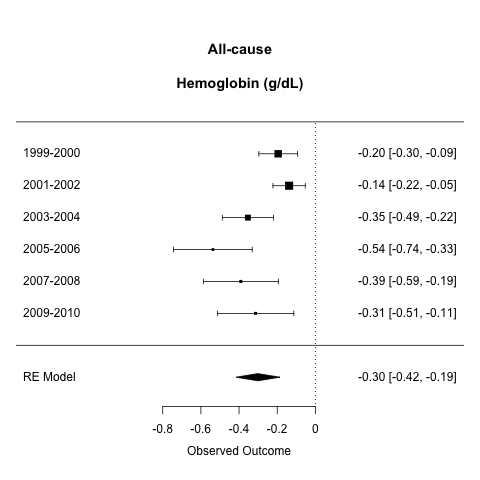 All-cause
Hemoglobin (g/dL)
1999-2000 -0.20 [-0.30, -0.09]
2001-2002 -0.14 [-0.22, -0.05]
2003-2004 -0.35 [-0.49, -0.22]
2005-2006 -0.54 [-0.74, -0.33]
2007-2008 -0.39 [-0.59, -0.19]
2009-2010 -0.31 [-0.51, -0.11]
RE Model -0.30 [-0.42, -0.19]
-0.8 -0.6 -0.4 -0.2 0
Observed Outcome